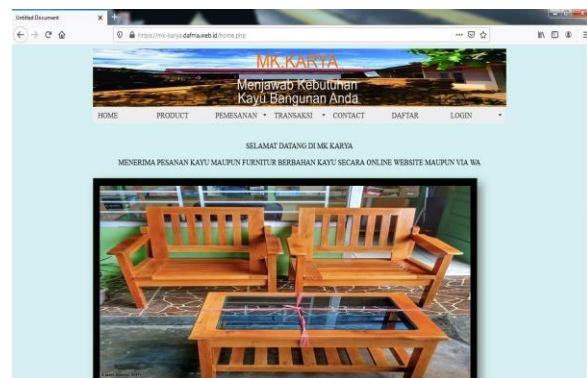 Untitled Document
https://mk-karya.dafma.web.id/home.php
MK.KARYA
Menjawab Kebutuhan
Kayu Bangunan Anda
HOME PRODUCT PEMESANAN TRANSAKSI CONTACT DAFTAR LOGIN
SELAMAT DATANG DI MK KARYA
MENERIMA PESANAN KAYU MAUPUN FURNITUR BERBAHAN KAYU SECARA ONLINE WEBSITE MAUPUN VIA WA